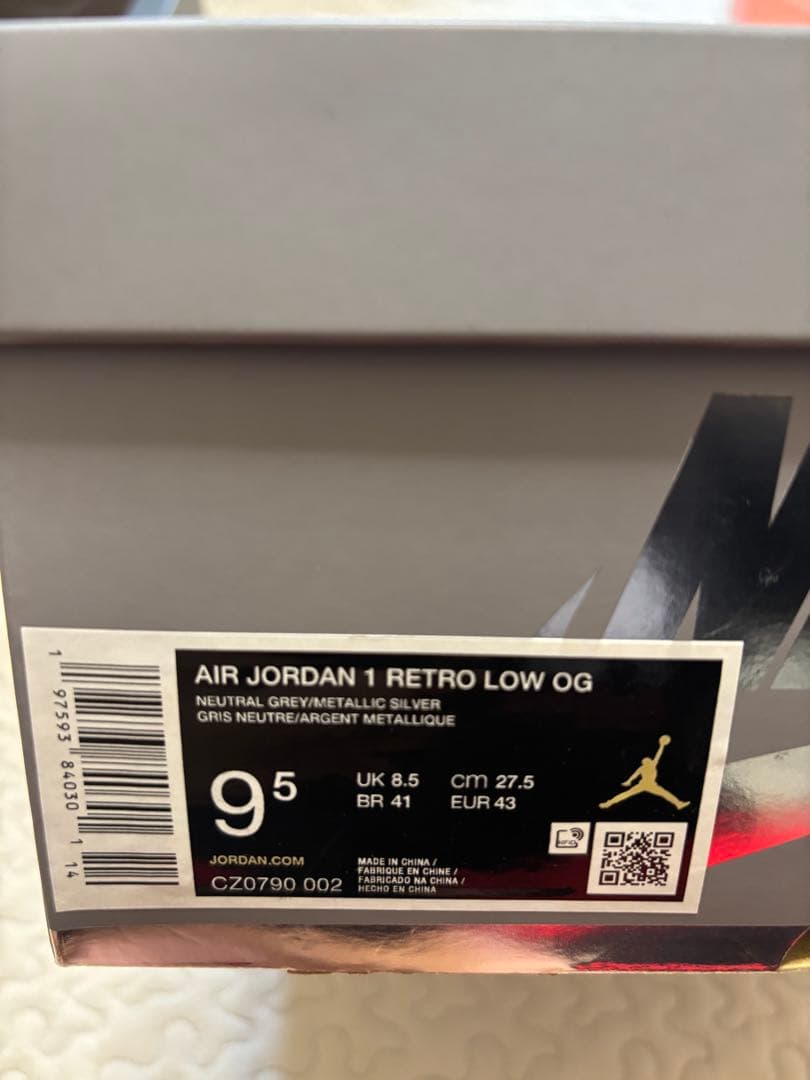 AIR JORDAN 1 RETRO LOW OG
NEUTRAL GREY/METALLIC SILVER
GRIS NEUTRE/ARGENT METALLIQUE
9⁵
UK 8.5 cm 27.5
BR 41 EUR 43
JORDAN.COM
CZ0790 002
MADE IN CHINA /
FABRIQUE EN CHINE /
FABRICADO NA CHINA /
HECHO EN CHINA
RFID
1 97593 84030 1 14